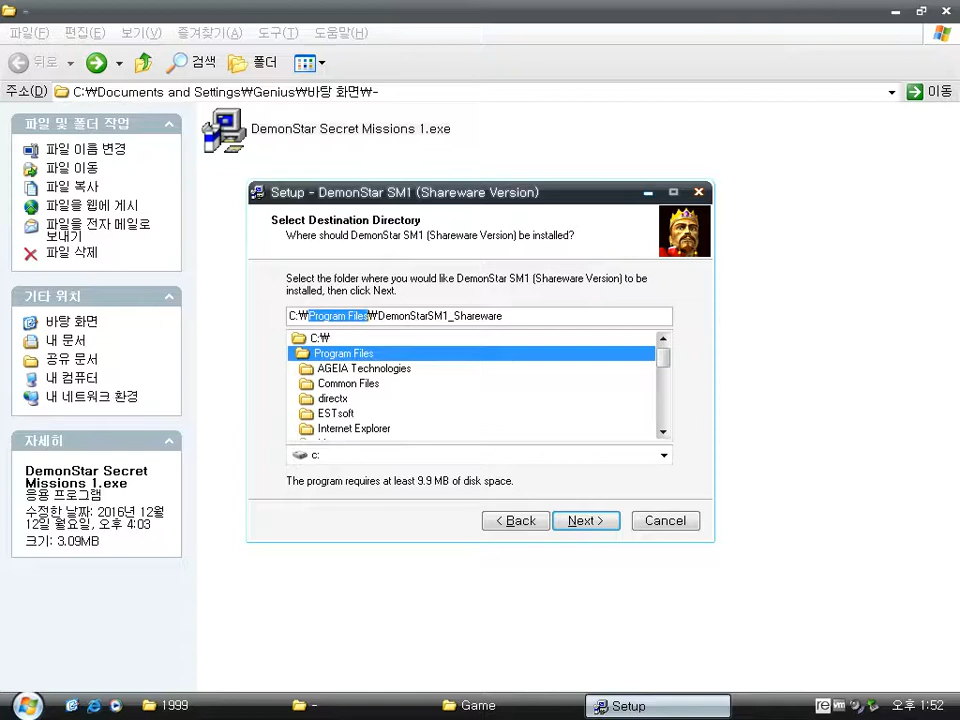 -
파일(F) 편집(E) 보기(V) 즐겨찾기(A) 도구(T) 도움말(H)
뒤로 검색 폴더
주소(D) C:₩Documents and Settings₩Genius₩바탕 화면₩- 이동
파일 및 폴더 작업
파일 이름 변경
파일 이동
파일 복사
파일을 웹에 게시
파일을 전자 메일로
보내기
파일 삭제
기타 위치
바탕 화면
내 문서
공유 문서
내 컴퓨터
내 네트워크 환경
자세히
DemonStar Secret
Missions 1.exe
응용 프로그램
수정한 날짜: 2016년 12월
12일 월요일, 오후 4:03
크기: 3.09MB
DemonStar Secret Missions 1.exe
Setup - DemonStar SM1 (Shareware Version)
Select Destination Directory
Where should DemonStar SM1 (Shareware Version) be installed?
Select the folder where you would like DemonStar SM1 (Shareware Version) to be
installed, then click Next.
C:₩Program Files₩DemonStarSM1_Shareware
C:₩
Program Files
AGEIA Technologies
Common Files
directx
ESTsoft
Internet Explorer
c:
The program requires at least 9.9 MB of disk space.
< Back Next > Cancel
1999 - Game Setup re vm 오후 1:52